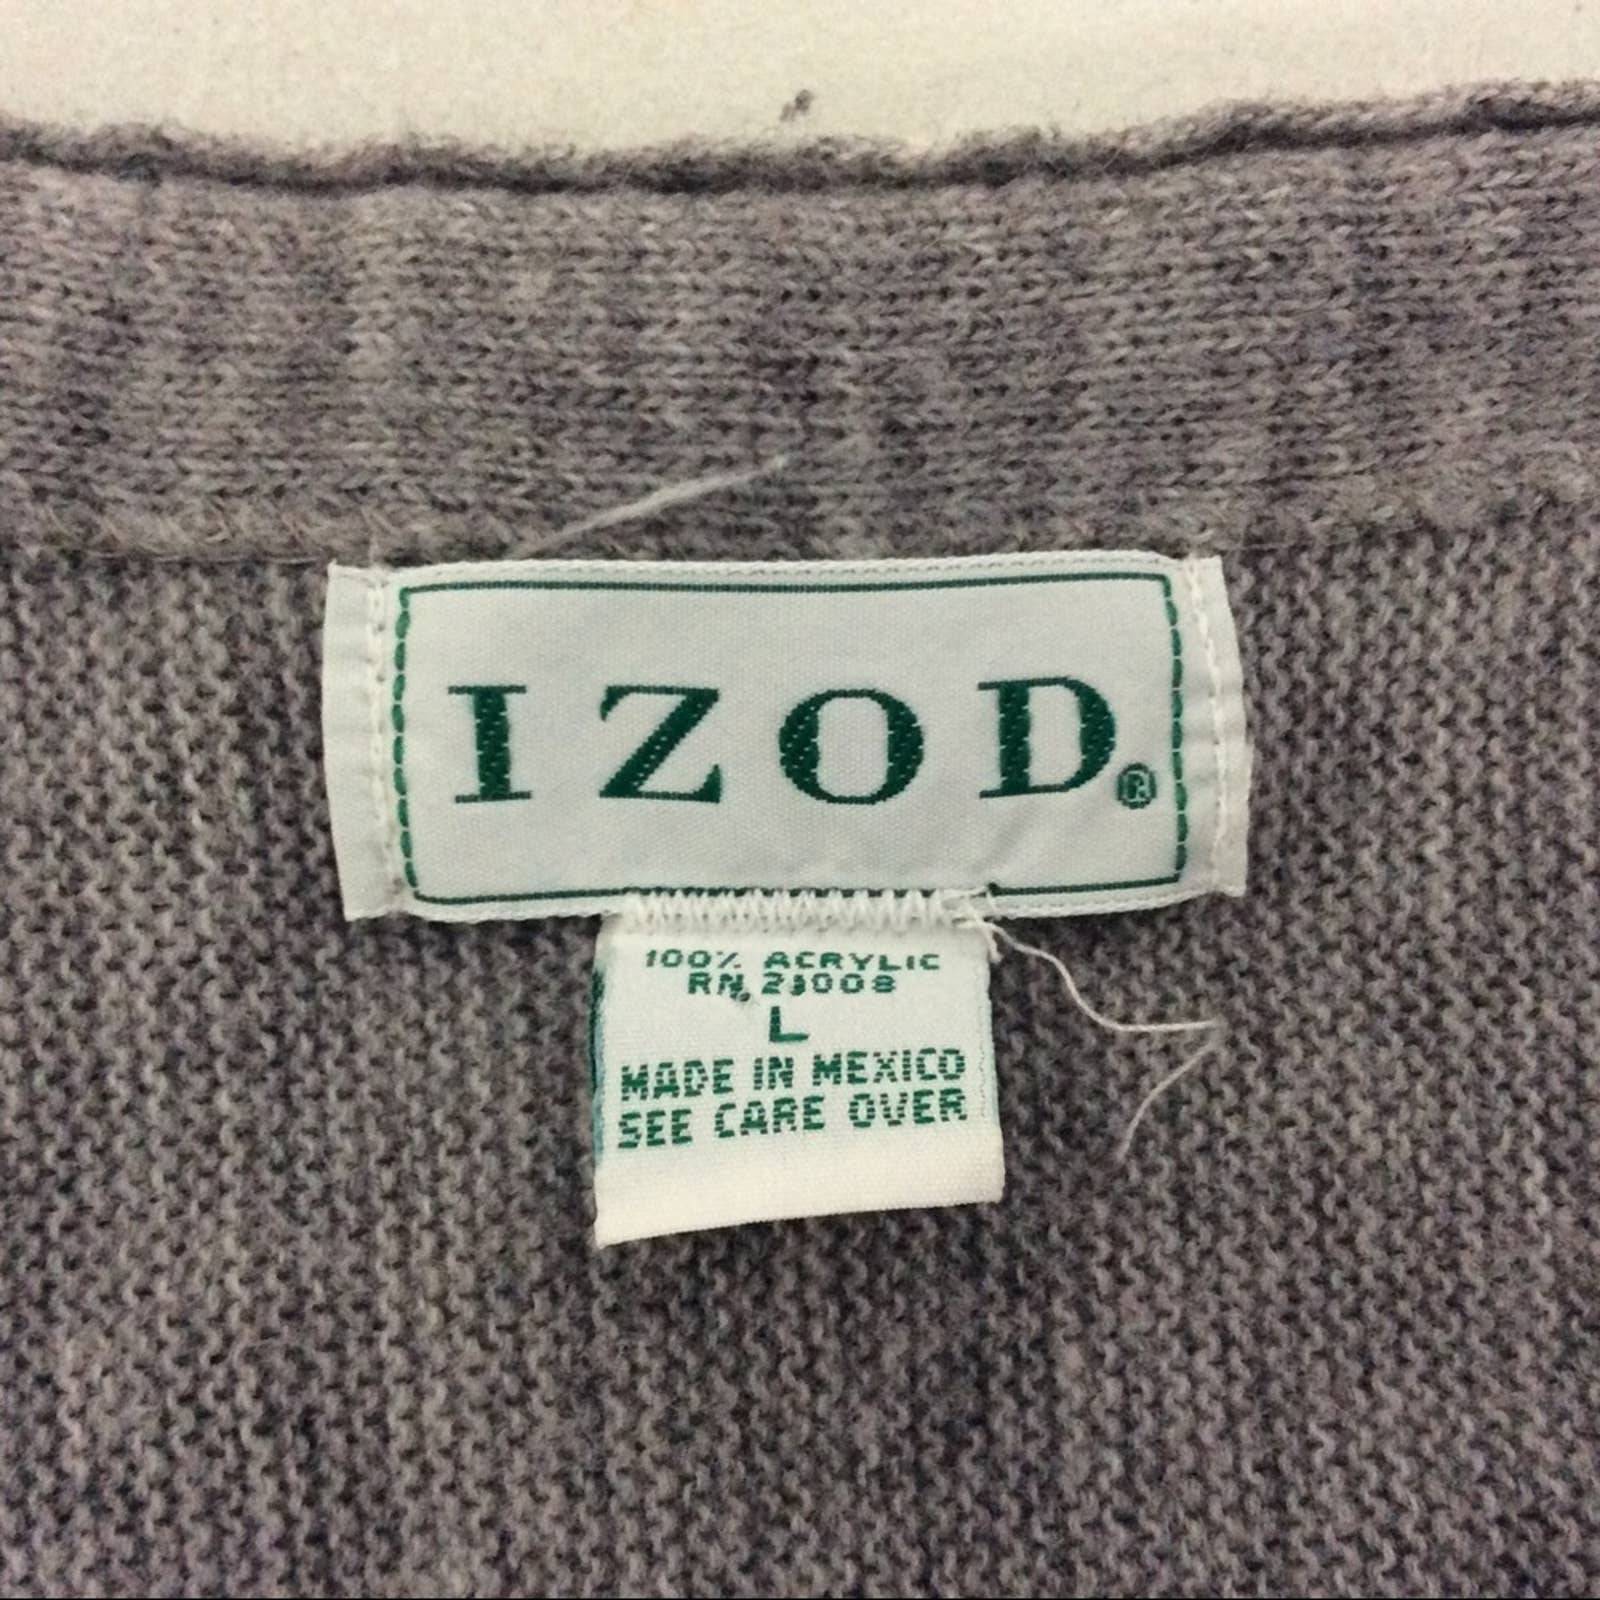 IZOD®
100% ACRYLIC
RN 23008
L
MADE IN MEXICO
SEE CARE OVER